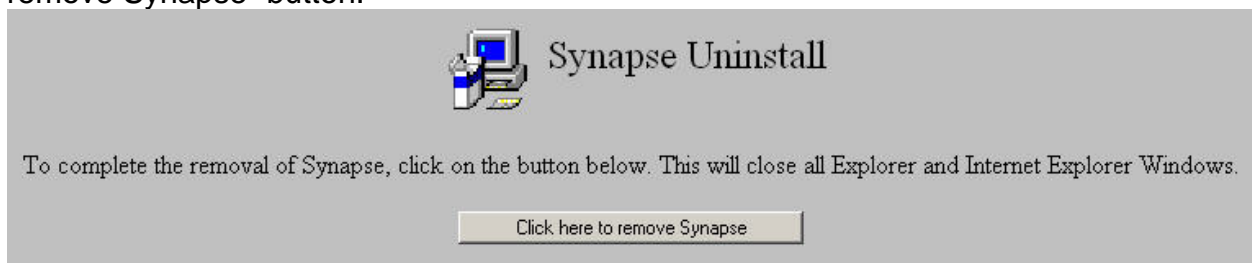 remove Synapse" button.
Synapse Uninstall
To complete the removal of Synapse, click on the button below. This will close all Explorer and Internet Explorer Windows.
Click here to remove Synapse